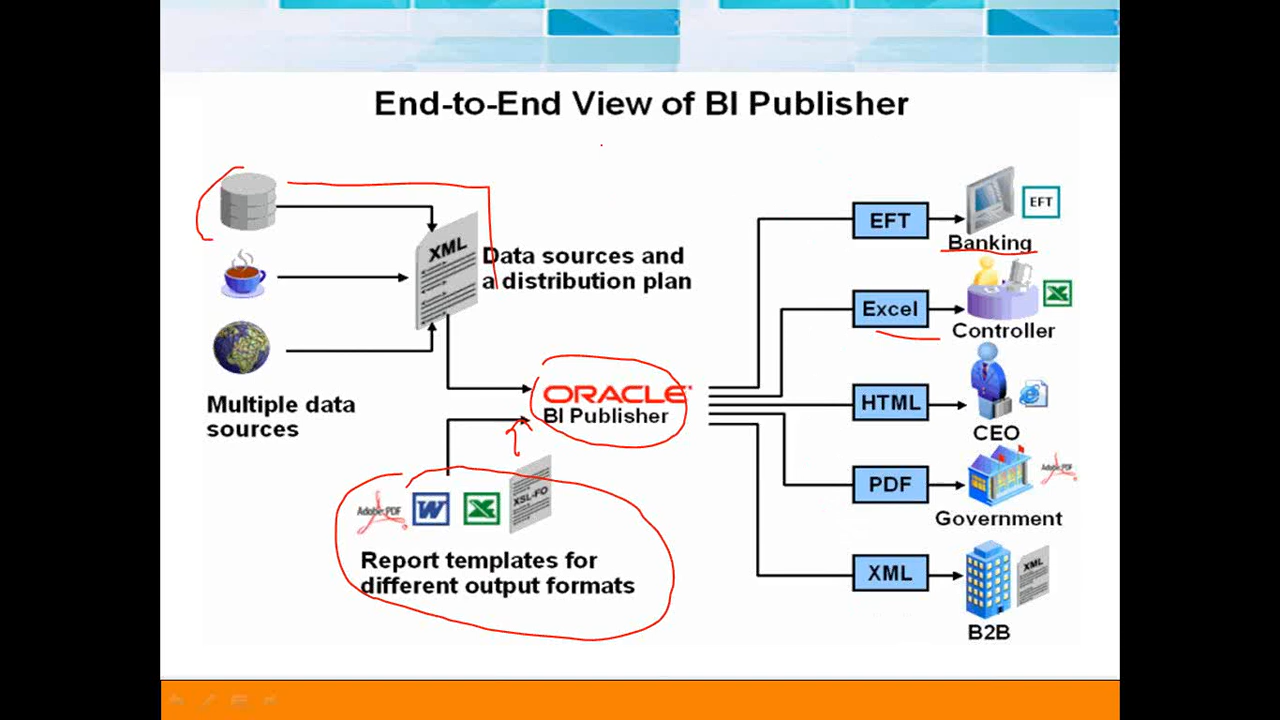 End-to-End View of BI Publisher
XML
Data sources and
a distribution plan
Multiple data
sources
ORACLE
BI Publisher
Adobe PDF
W
X
XSL-FO
Report templates for
different output formats
EFT
EFT
Banking
Excel
X
Controller
HTML
CEO
PDF
Adobe PDF
Government
XML
XML
B2B